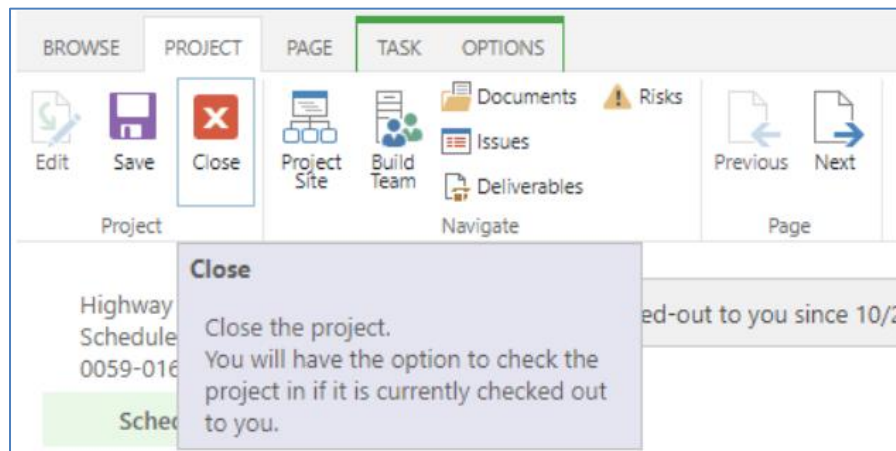 BROWSE PROJECT PAGE TASK OPTIONS
Documents Risks
Issues
Edit Save Close Project Site Build Team Deliverables Previous Next
Project Navigate Page
Close
Highway
Close the project.
ed-out to you since 10/2
Schedule
You will have the option to check the
0059-016
project in if it is currently checked out
Sched
to you.